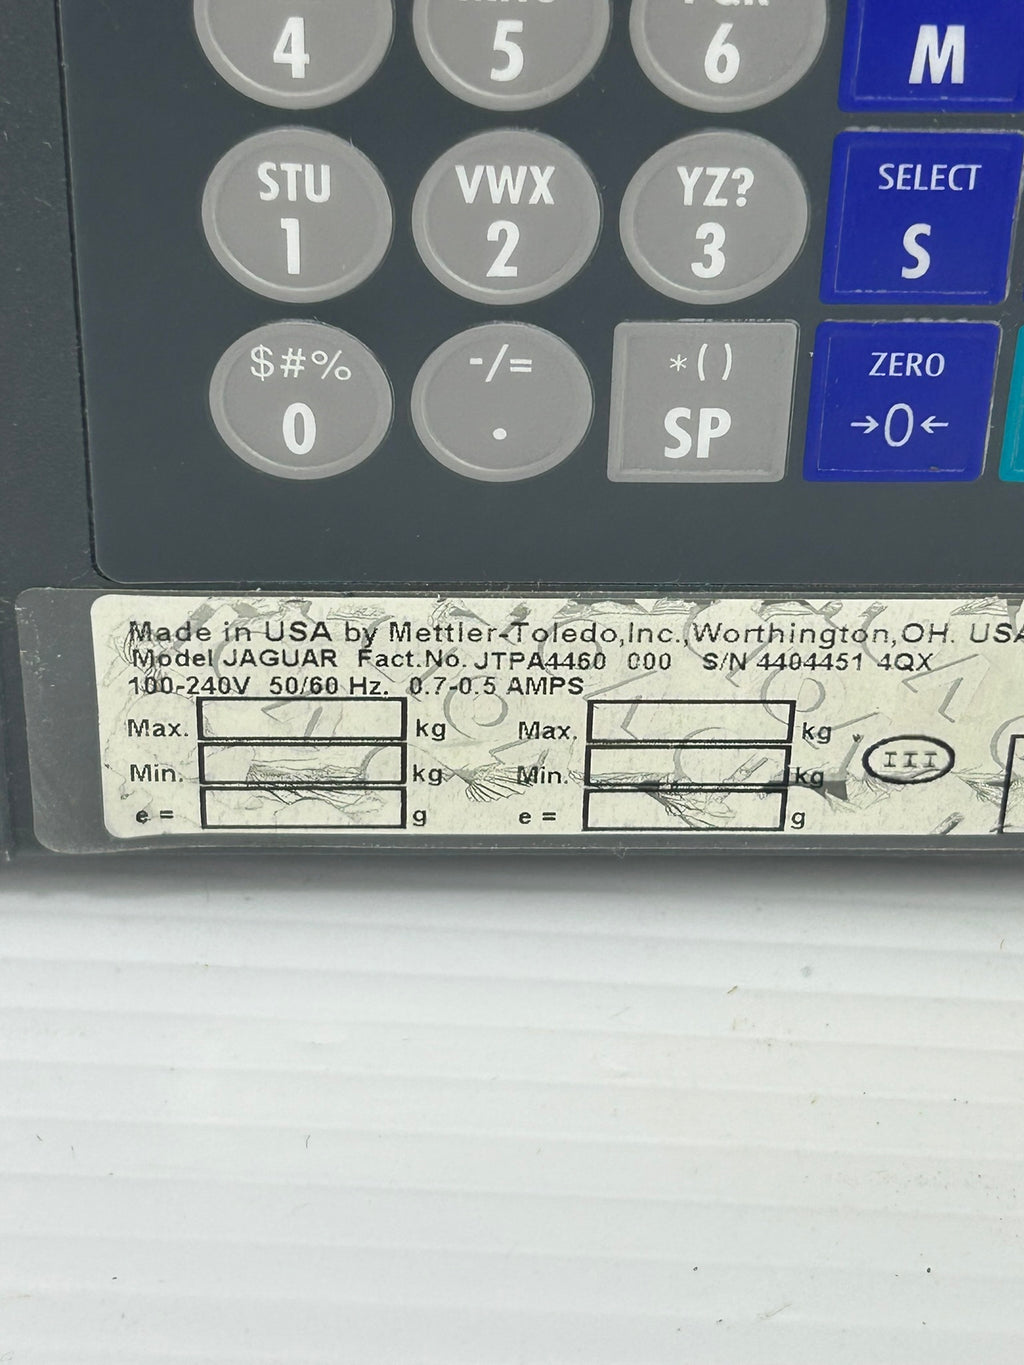 4 5 6 M
STU VWX YZ? SELECT
1 2 3 S
$#% -/= *() ZERO
0 . SP →0←
Made in USA by Mettler-Toledo,Inc.,Worthington,OH. USA
Model JAGUAR Fact.No. JTPA4460 000 S/N 4404451 4QX
100-240V 50/60 Hz. 0.7-0.5 AMPS
Max. kg Max. kg III
Min. kg Min. kg
e = g e = g